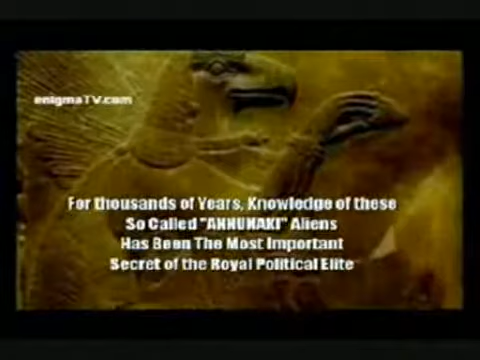 enigmaTV.com
For thousands of Years, Knowledge of these
So Called "ANNUNAKI" Aliens
Has Been The Most Important
Secret of the Royal Political Elite